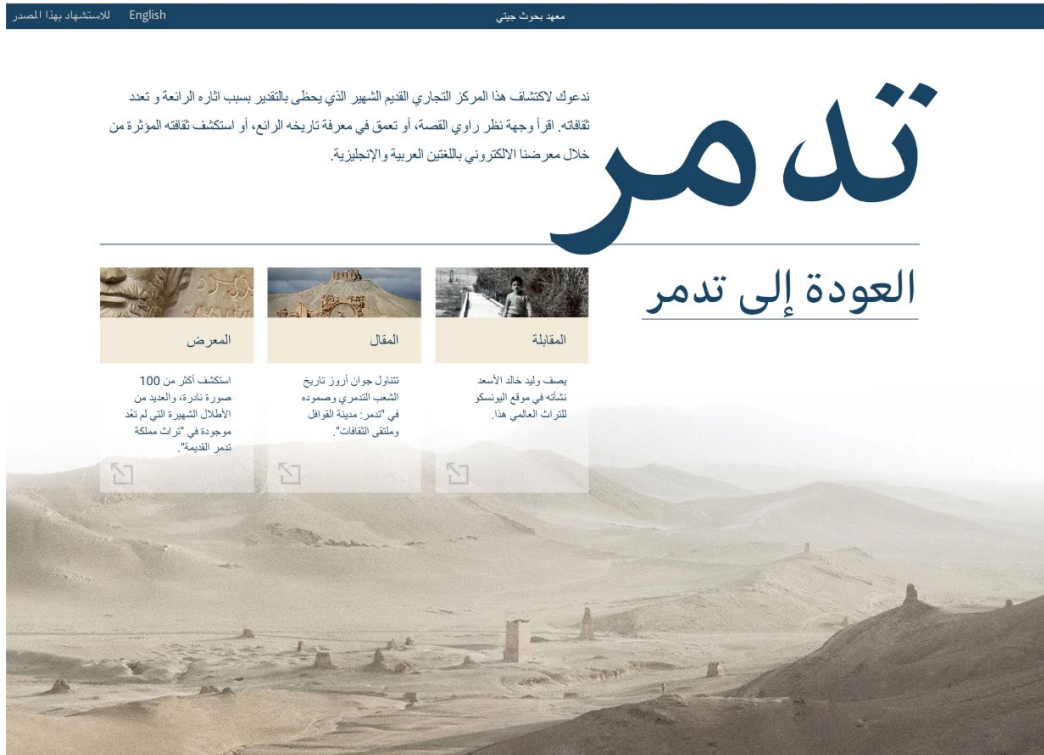 معهد بحوث جيتي
English
للاستشهاد بهذا المصدر
تدمر
ندعوك لاكتشاف هذا المركز التجاري القديم الشهير الذي يحظى بالتقدير بسبب اثاره الرائعة و تعدد
ثقافاته. اقرأ وجهة نظر راوي القصة، أو تعمق في معرفة تاريخه الرائع، أو استكشف ثقافته المؤثرة من
خلال معرضنا الالكتروني باللغتين العربية والإنجليزية.
العودة إلى تدمر
المقابلة
يصف وليد خالد الأسعد
نشأته في موقع اليونسكو
للتراث العالمي هذا.
المقال
تتناول جوان أروز تاريخ
الشعب التدمري وصموده
في "تدمر: مدينة القوافل
وملتقى الثقافات".
المعرض
استكشف أكثر من 100
صورة نادرة، والعديد من
الأطلال الشهيرة التي لم تعُد
موجودة في "تراث مملكة
تدمر القديمة".